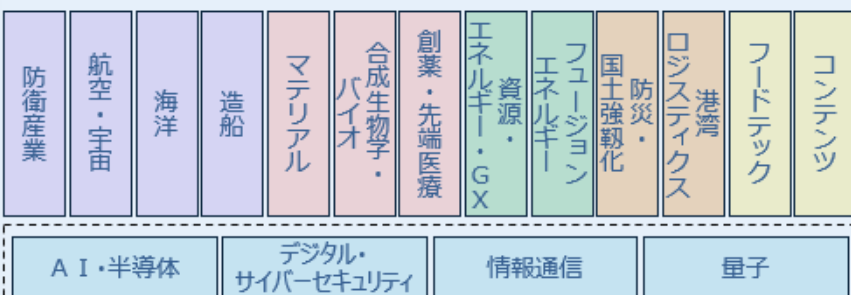 防衛産業
航空・宇宙
海洋
造船
マテリアル
合成生物学・
バイオ
創薬・先端医療
資源・
エネルギー・GX
フュージョン
エネルギー
防災・
国土強靱化
港湾
ロジスティクス
フードテック
コンテンツ
AI・半導体
デジタル・
サイバーセキュリティ
情報通信
量子